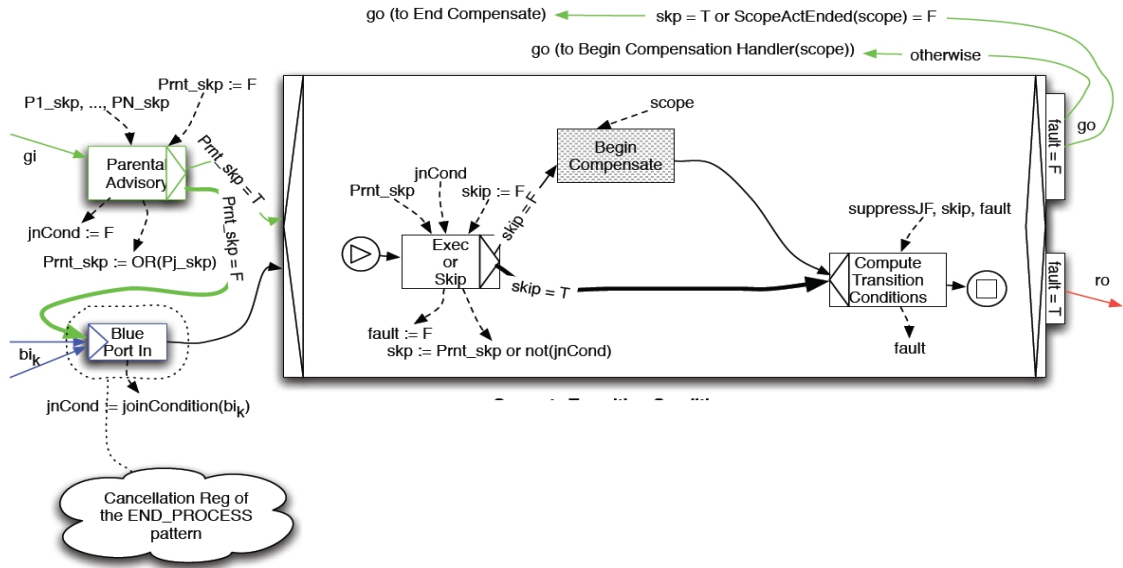 go (to End Compensate)
skp = T or ScopeActEnded(scope) = F
go (to Begin Compensation Handler(scope))
otherwise
Prnt_skp := F
P1_skp, ..., PN_skp
gi
Parental
Advisory
Prnt_skp = T
Prnt_skp = F
jnCond := F
Prnt_skp := OR(Pj_skp)
scope
Begin
Compensate
jnCond
Prnt_skp
skip := F
skip = F
Exec
or
Skip
skip = T
fault := F
skp := Prnt_skp or not(jnCond)
suppressJF, skip, fault
Compute
Transition
Conditions
fault
fault = F
go
fault = T
ro
Blue
Port In
bik
jnCond := joinCondition(bik)
Cancellation Reg of
the END_PROCESS
pattern